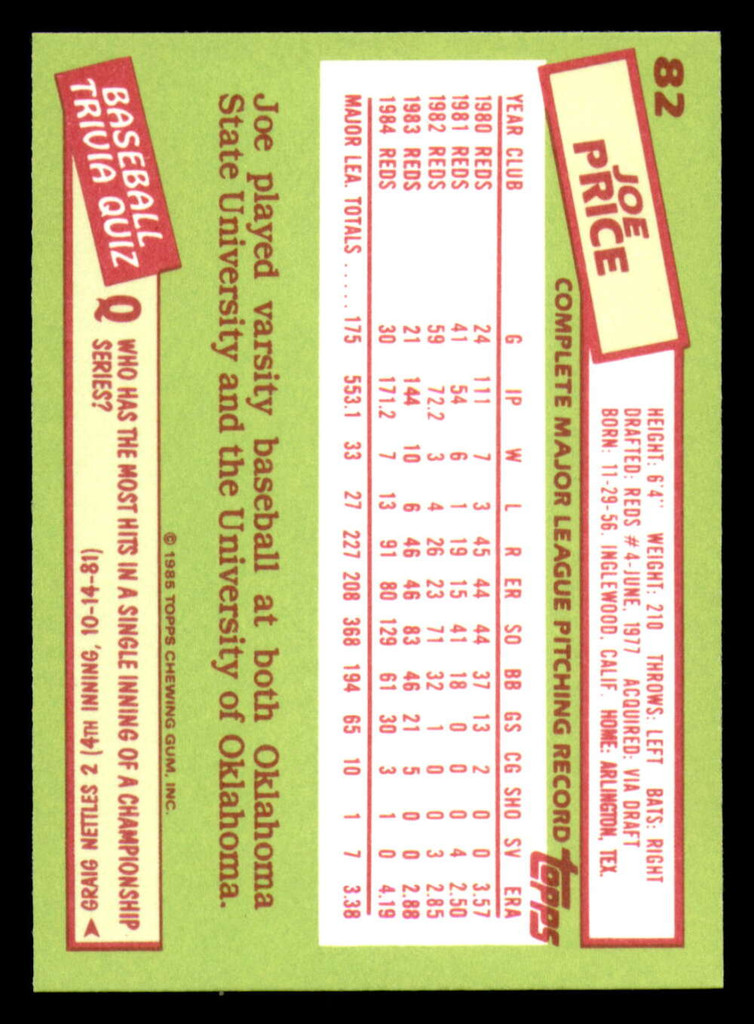 82
JOE
PRICE
HEIGHT: 6'4" WEIGHT: 210 THROWS: LEFT BATS: RIGHT
DRAFTED: REDS #4-JUNE, 1977 ACQUIRED: VIA DRAFT
BORN: 11-29-56, INGLEWOOD, CALIF. HOME: ARLINGTON, TEX.
COMPLETE MAJOR LEAGUE PITCHING RECORD
topps
YEAR CLUB G IP W L R ER SO BB GS CG SHO SV ERA
1980 REDS 24 111 7 3 45 44 44 37 13 2 0 0 3.57
1981 REDS 41 54 6 1 19 15 41 18 0 0 0 4 2.50
1982 REDS 59 72.2 3 4 26 23 71 32 1 0 0 3 2.85
1983 REDS 21 144 10 6 46 46 83 46 21 5 0 0 2.88
1984 REDS 30 171.2 7 13 91 80 129 61 30 3 1 0 4.19
MAJOR LEA. TOTALS ..... 175 553.1 33 27 227 208 368 194 65 10 1 7 3.38
Joe played varsity baseball at both Oklahoma
State University and the University of Oklahoma.
© 1985 TOPPS CHEWING GUM, INC.
BASEBALL
TRIVIA QUIZ
Q WHO HAS THE MOST HITS IN A SINGLE INNING OF A CHAMPIONSHIP
SERIES?
GRAIG NETTLES 2 (4TH INNING, 10-14-81)